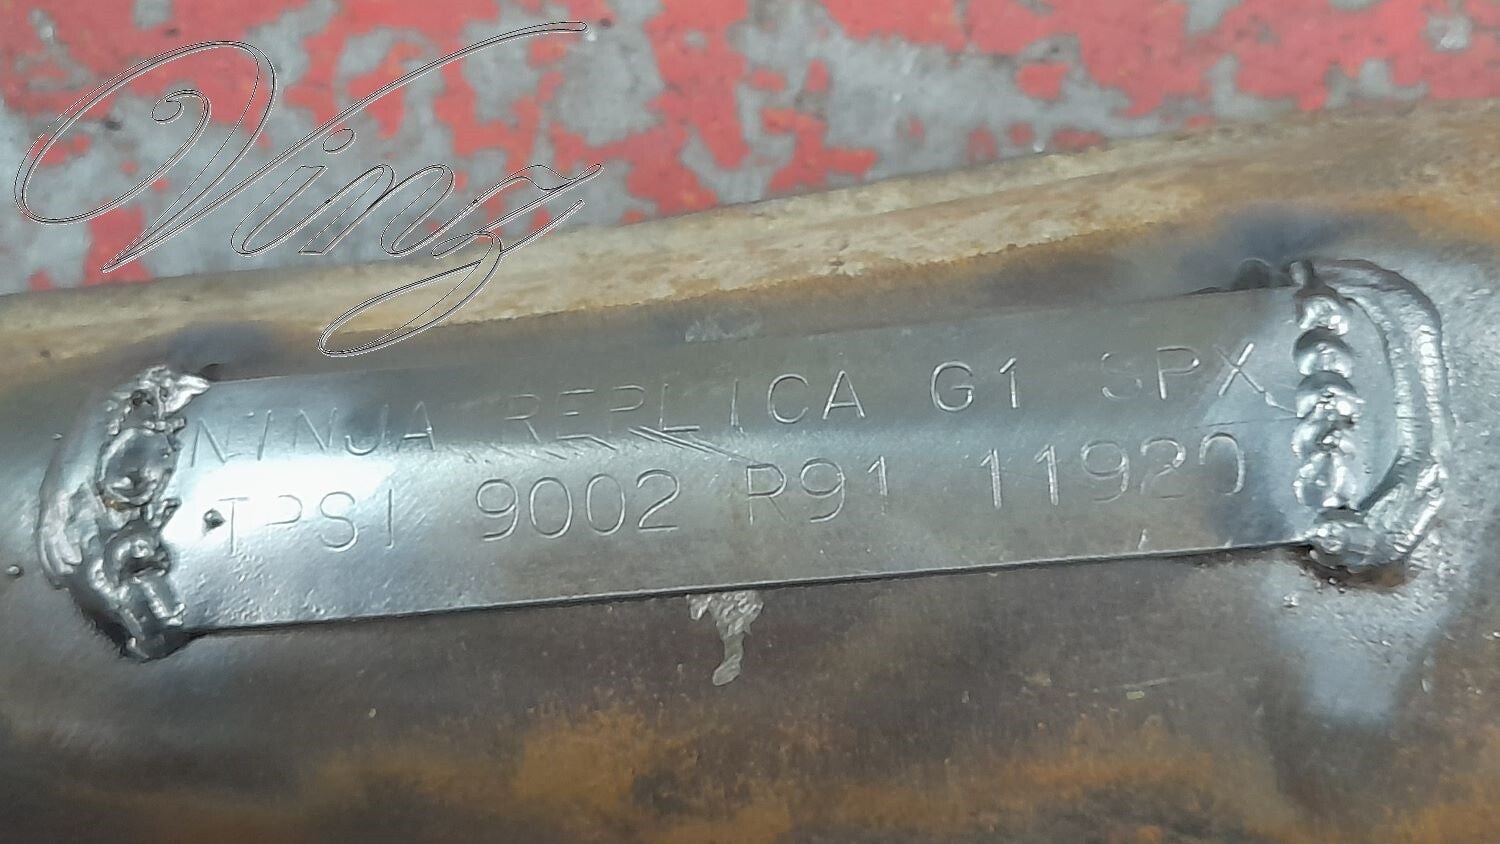 Vinz
NINJA REPLICA G1 SPX
TPSI 9002 R91 11920